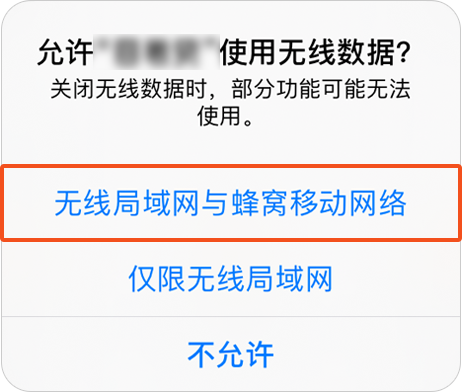 允许“ ”使用无线数据？
关闭无线数据时，部分功能可能无法
使用。
无线局域网与蜂窝移动网络
仅限无线局域网
不允许